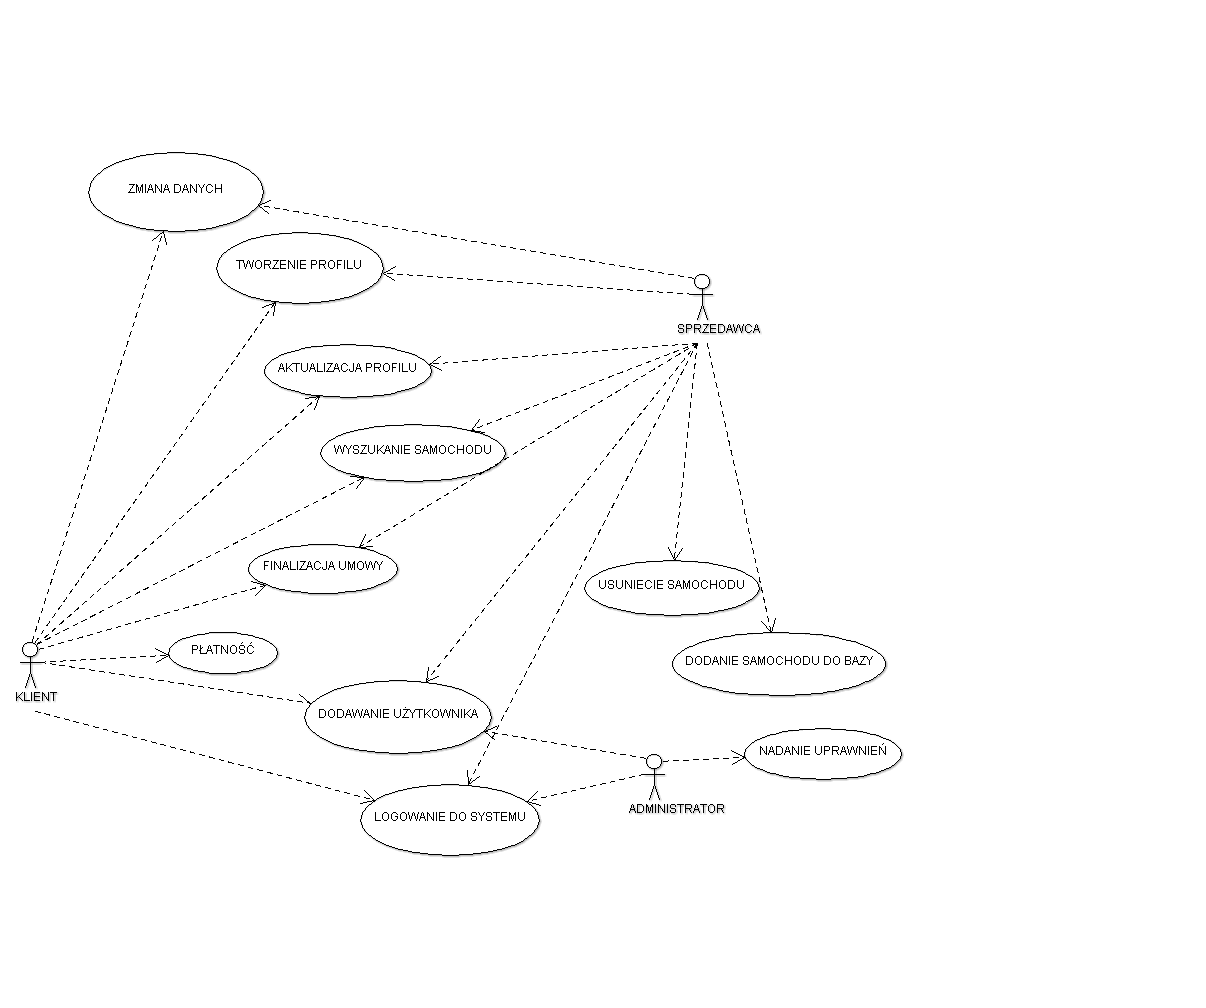 ZMIANA DANYCH
TWORZENIE PROFILU
SPRZEDAWCA
AKTUALIZACJA PROFILU
WYSZUKANIE SAMOCHODU
FINALIZACJA UMOWY
USUNIECIE SAMOCHODU
PŁATNOŚĆ
DODANIE SAMOCHODU DO BAZY
KLIENT
DODAWANIE UŻYTKOWNIKA
NADANIE UPRAWNIEŃ
ADMINISTRATOR
LOGOWANIE DO SYSTEMU